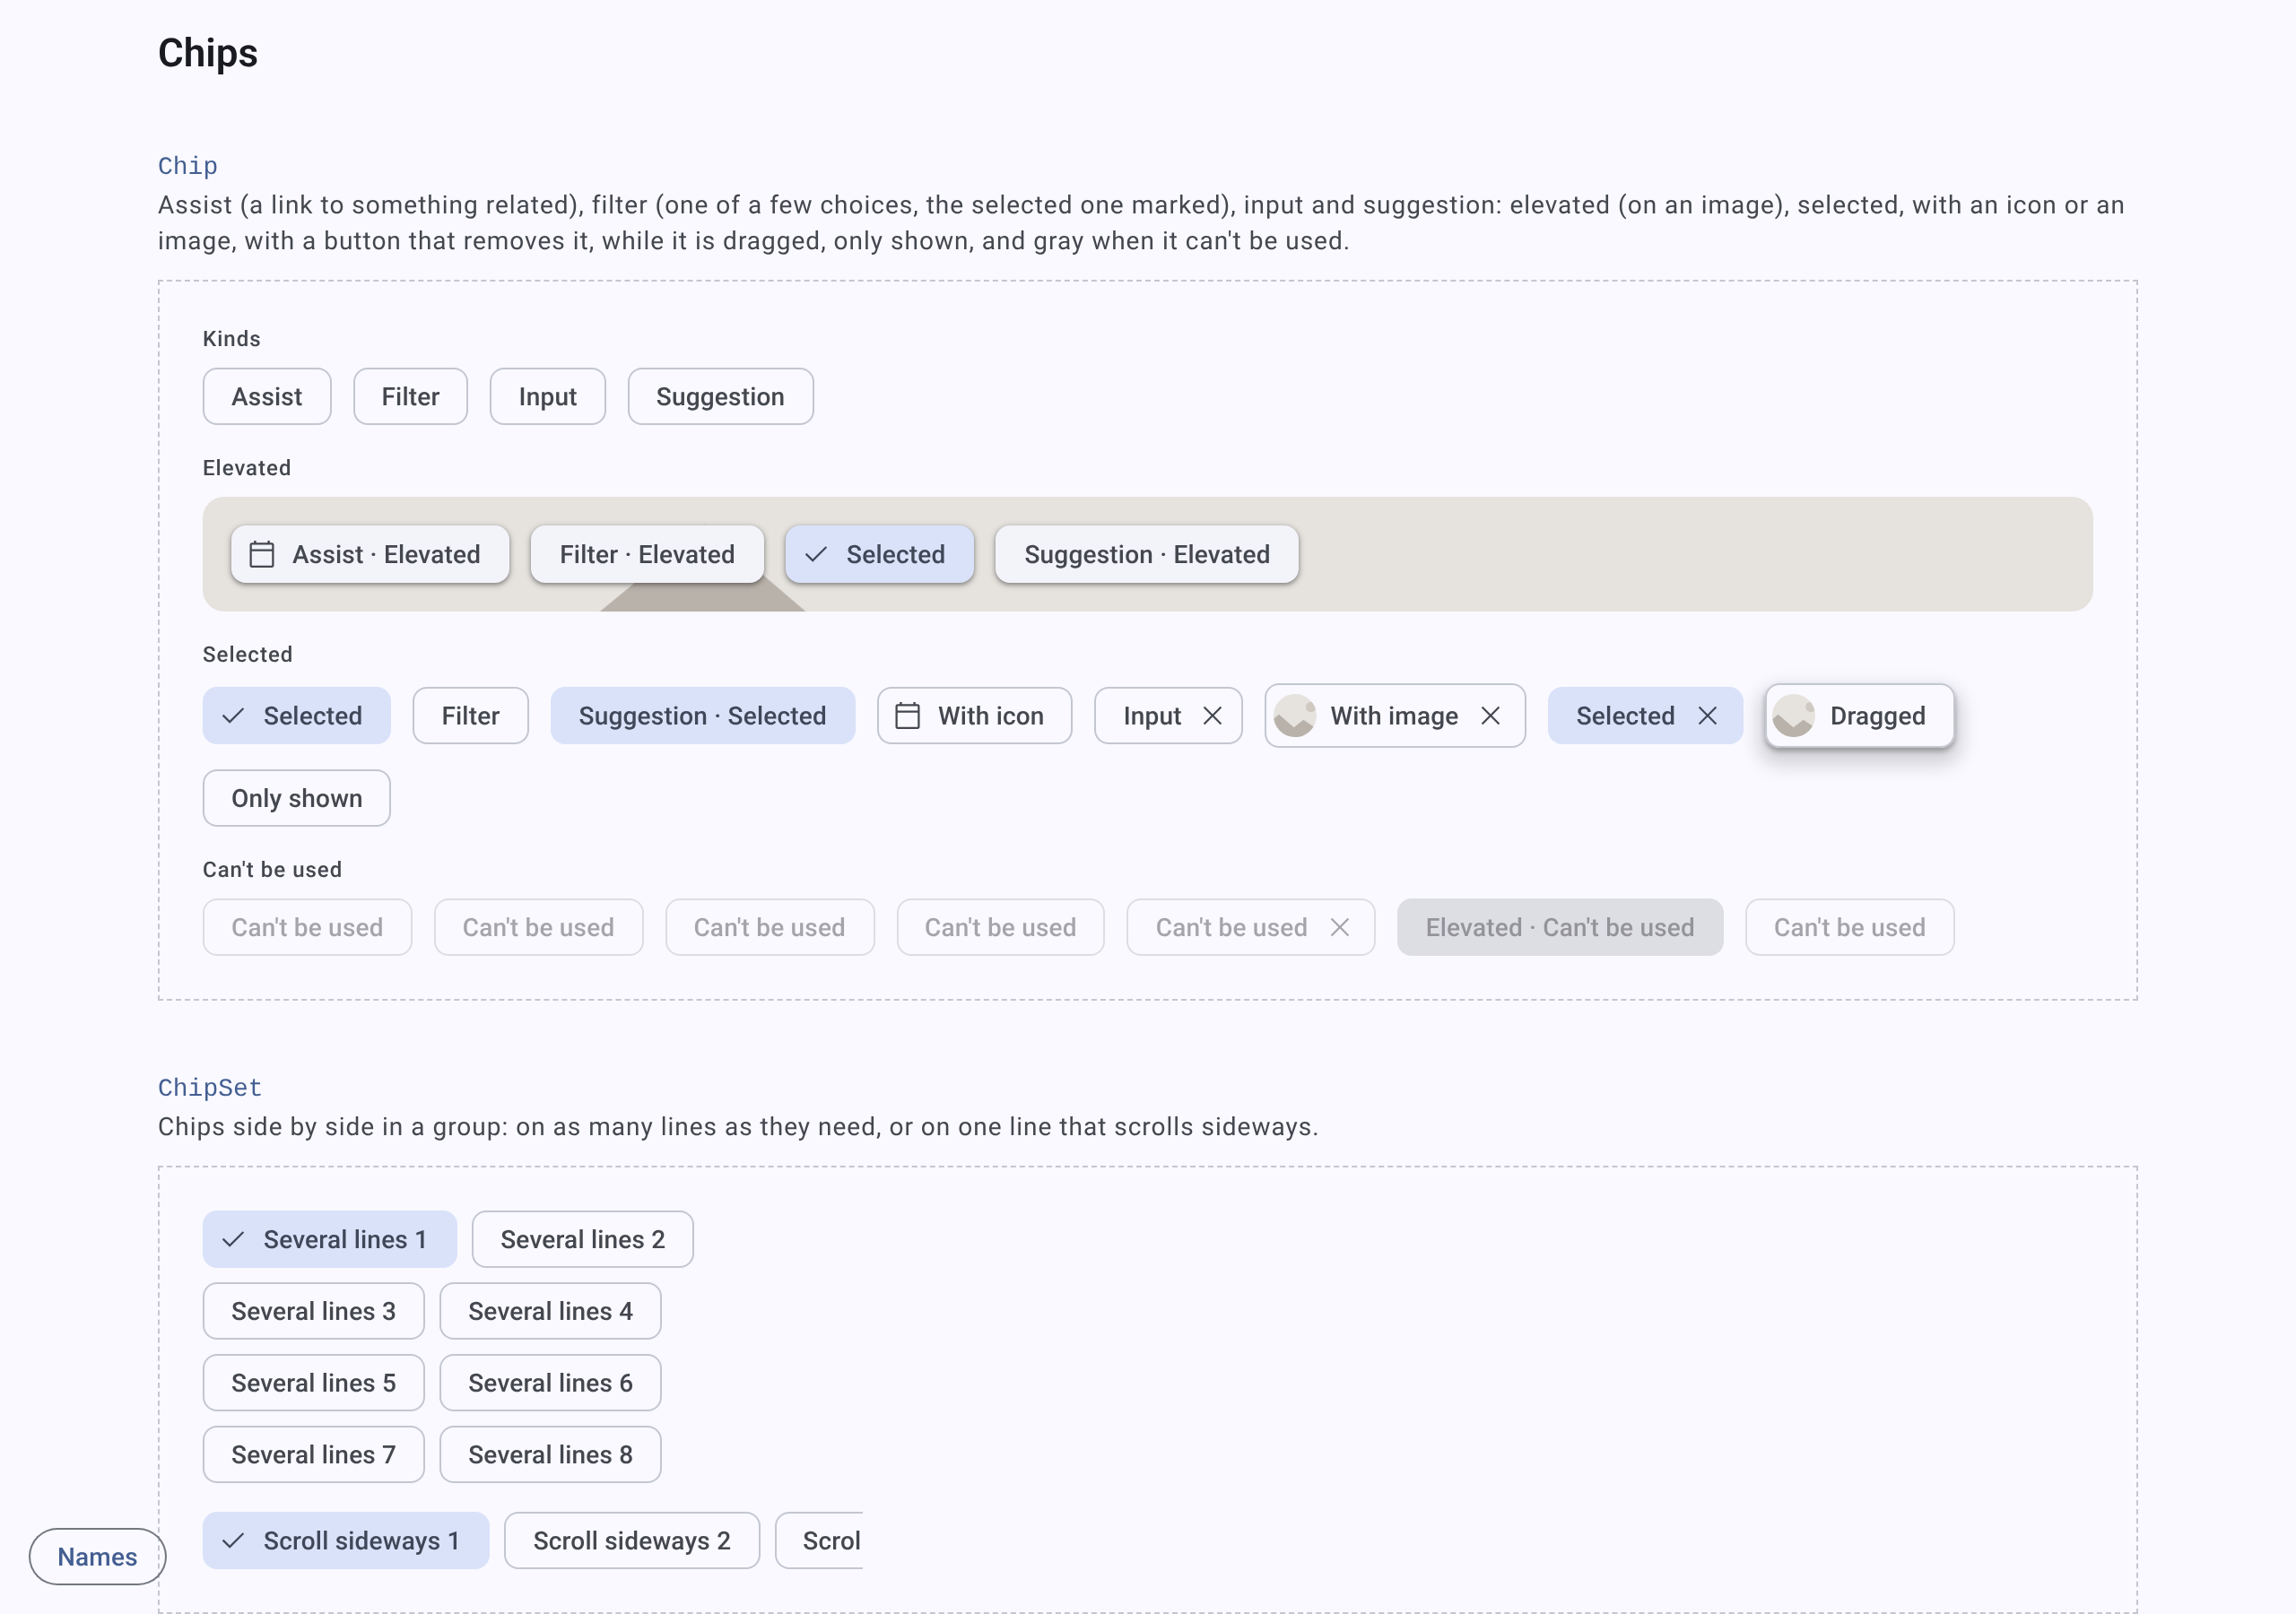 Chips
Chip
Assist (a link to something related), filter (one of a few choices, the selected one marked), input and suggestion: elevated (on an image), selected, with an icon or an
image, with a button that removes it, while it is dragged, only shown, and gray when it can't be used.
Kinds
Assist Filter Input Suggestion
Elevated
Assist · Elevated Filter · Elevated Selected Suggestion · Elevated
Selected
Selected Filter Suggestion · Selected With icon Input With image Selected Dragged
Only shown
Can't be used
Can't be used Can't be used Can't be used Can't be used Can't be used Elevated · Can't be used Can't be used
ChipSet
Chips side by side in a group: on as many lines as they need, or on one line that scrolls sideways.
Several lines 1 Several lines 2
Several lines 3 Several lines 4
Several lines 5 Several lines 6
Several lines 7 Several lines 8
Scroll sideways 1 Scroll sideways 2 Scrol
Names